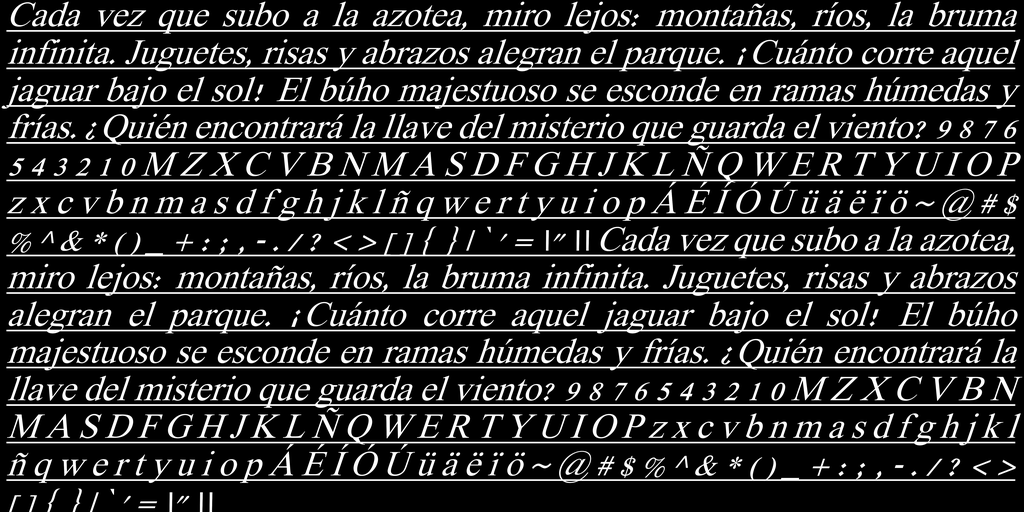 Cada vez que subo a la azotea, miro lejos: montañas, ríos, la bruma
infinita. Juguetes, risas y abrazos alegran el parque. ¡Cuánto corre aquel
jaguar bajo el sol! El búho majestuoso se esconde en ramas húmedas y
frías. ¿Quién encontrará la llave del misterio que guarda el viento? 9 8 7 6
5 4 3 2 1 0 M Z X C V B N M A S D F G H J K L Ñ Q W E R T Y U I O P
z x c v b n m a s d f g h j k l ñ q w e r t y u i o p Á É Í Ó Ú ü ä ë ï ö ~ @ # $
% ^ & * ( ) _ + : ; , - . / ? < > [ ] { } / ` ' = \" \\ Cada vez que subo a la azotea,
miro lejos: montañas, ríos, la bruma infinita. Juguetes, risas y abrazos
alegran el parque. ¡Cuánto corre aquel jaguar bajo el sol! El búho
majestuoso se esconde en ramas húmedas y frías. ¿Quién encontrará la
llave del misterio que guarda el viento? 9 8 7 6 5 4 3 2 1 0 M Z X C V B N
M A S D F G H J K L Ñ Q W E R T Y U I O P z x c v b n m a s d f g h j k l
ñ q w e r t y u i o p Á É Í Ó Ú ü ä ë ï ö ~ @ # $ % ^ & * ( ) _ + : ; , - . / ? < >
[ ] { } / ` ' = \" \\